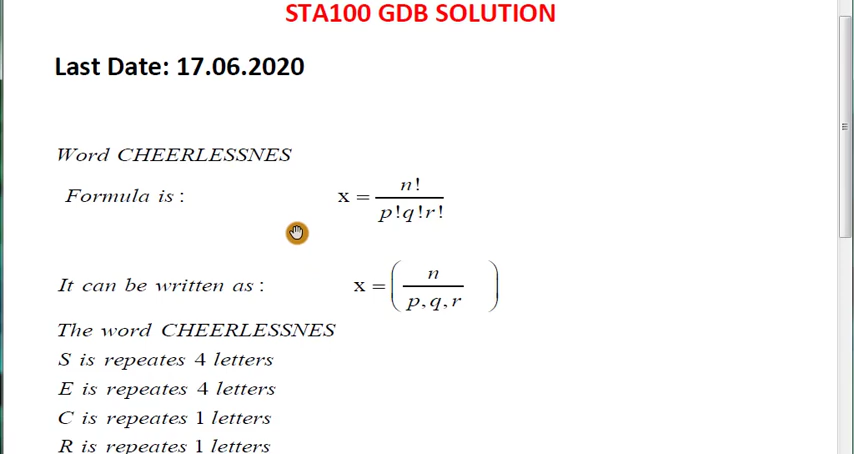 STA100 GDB SOLUTION
Last Date: 17.06.2020
Word CHEERLESSNES
Formula is : x = n! / p!q!r!
It can be written as : x = ( n / p,q,r )
The word CHEERLESSNES
S is repeates 4 letters
E is repeates 4 letters
C is repeates 1 letters
R is repeates 1 letters